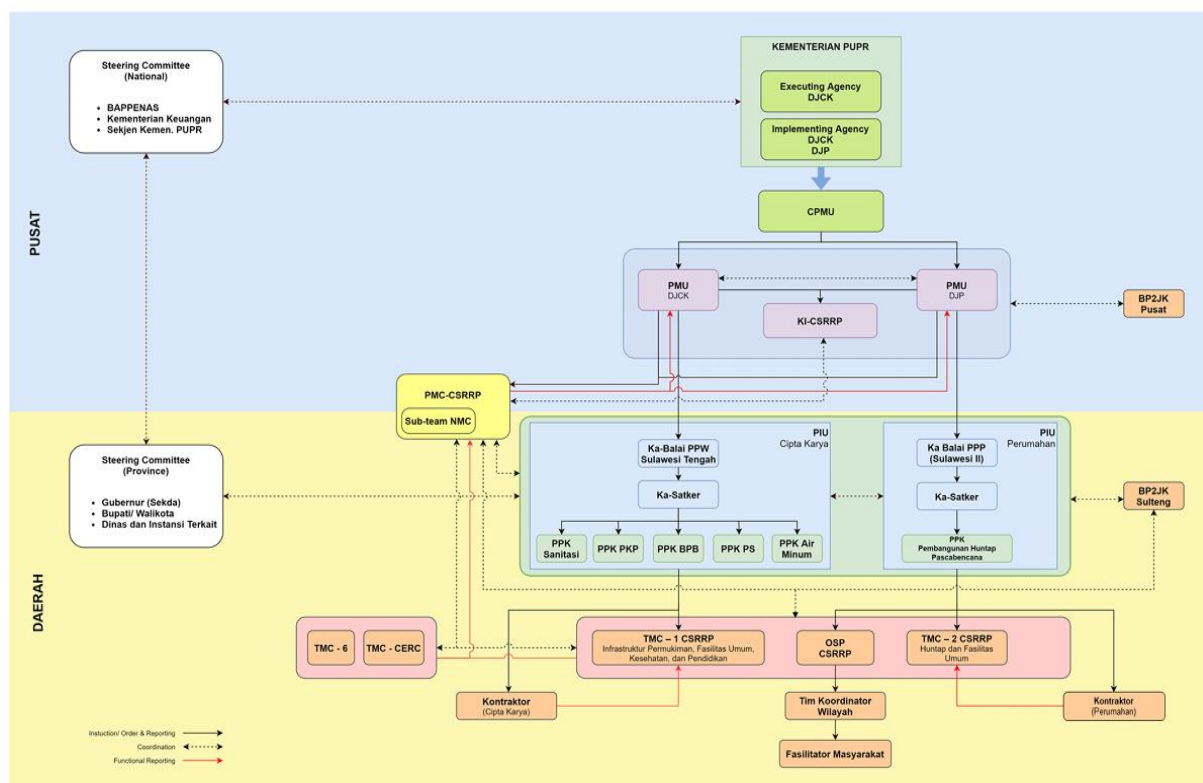 Steering Committee
(National)
• BAPPENAS
• Kementerian Keuangan
• Sekjen Kemen. PUPR
KEMENTERIAN PUPR
Executing Agency
DJCK
Implementing Agency
DJCK
DJP
CPMU
PUSAT
PMU
DJCK
PMU
DJP
KI-CSRRP
BP2JK
Pusat
PMC-CSRRP
Sub-team NMC
Steering Committee
(Province)
• Gubernur (Sekda)
• Bupati/ Walikota
• Dinas dan Instansi Terkait
PIU
Cipta Karya
Ka-Balai PPW
Sulawesi Tengah
Ka-Satker
PPK
Sanitasi
PPK PKP
PPK BPB
PPK PS
PPK Air
Minum
PIU
Perumahan
Ka Balai PPP
(Sulawesi II)
Ka-Satker
PPK
Pembangunan Huntap
Pascabencana
BP2JK
Sulteng
DAERAH
TMC - 6
TMC - CERC
TMC – 1 CSRRP
Infrastruktur Permukiman, Fasilitas Umum,
Kesehatan, dan Pendidikan
OSP
CSRRP
TMC – 2 CSRRP
Huntap dan Fasilitas
Umum
Kontraktor
(Cipta Karya)
Tim Koordinator
Wilayah
Kontraktor
(Perumahan)
Fasilitator Masyarakat
Instuction/ Order & Reporting
Coordination
Functional Reporting